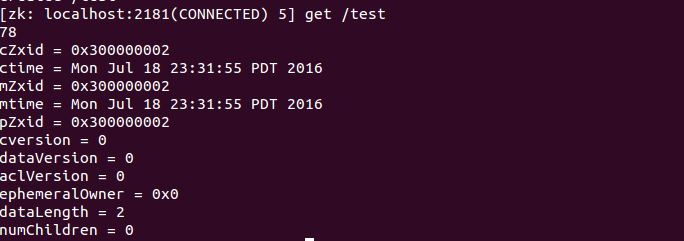 [zk: localhost:2181(CONNECTED) 5] get /test
78
cZxid = 0x300000002
ctime = Mon Jul 18 23:31:55 PDT 2016
mZxid = 0x300000002
mtime = Mon Jul 18 23:31:55 PDT 2016
pZxid = 0x300000002
cversion = 0
dataVersion = 0
aclVersion = 0
ephemeralOwner = 0x0
dataLength = 2
numChildren = 0